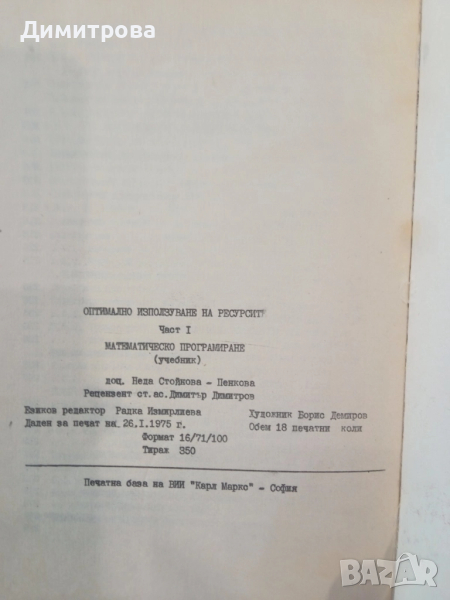 Димитрова
ОПТИМАЛНО ИЗПОЛЗУВАНЕ НА РЕСУРСИТЕ
Част I
МАТЕМАТИЧЕСКО ПРОГРАМИРАНЕ
(учебник)
доц. Неда Стойкова - Пенкова
Рецензент ст.ас. Димитър Димитров
Езиков редактор Радка Измирлиева Художник Борис Демиров
Даден за печат на 26.I.1975 г. Обем 18 печатни коли
Формат 16/71/100
Тираж 350
Печатна база на ВИИ "Карл Маркс" - София
BAZAR